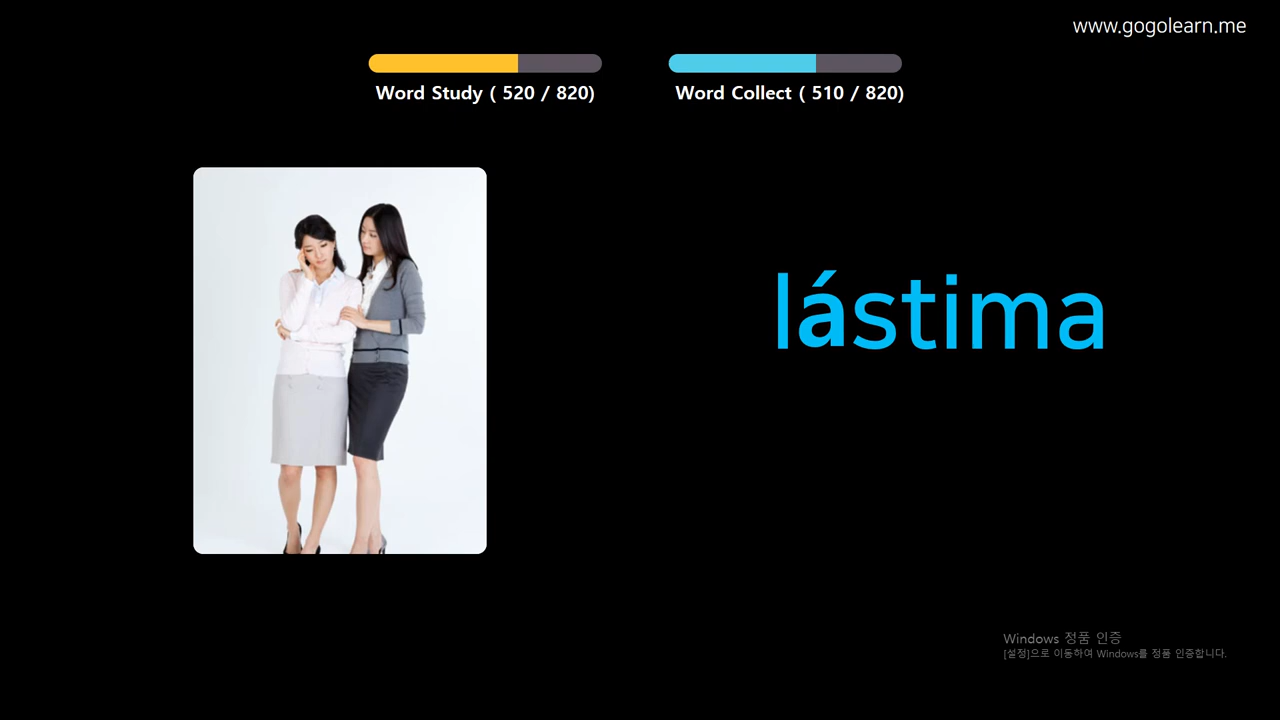 www.gogolearn.me
Word Study ( 520 / 820)
Word Collect ( 510 / 820)
lástima
Windows 정품 인증
[설정]으로 이동하여 Windows를 정품 인증합니다.